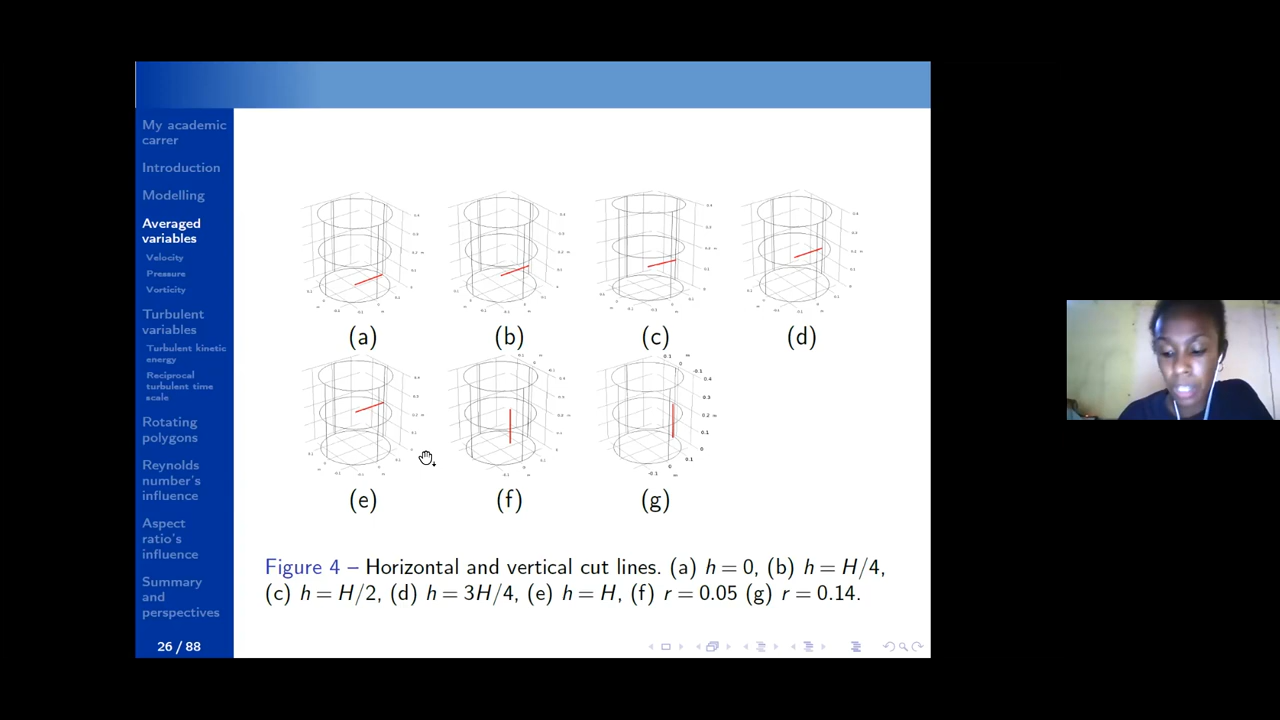 My academic
carrer
Introduction
Modelling
Averaged
variables
Velocity
Pressure
Vorticity
Turbulent
variables
Turbulent kinetic
energy
Reciprocal
turbulent time
scale
Rotating
polygons
Reynolds
number's
influence
Aspect
ratio's
influence
Summary
and
perspectives
26 / 88
(a) (b) (c) (d)
(e) (f) (g)
Figure 4 – Horizontal and vertical cut lines. (a) h = 0, (b) h = H/4,
(c) h = H/2, (d) h = 3H/4, (e) h = H, (f) r = 0.05 (g) r = 0.14.